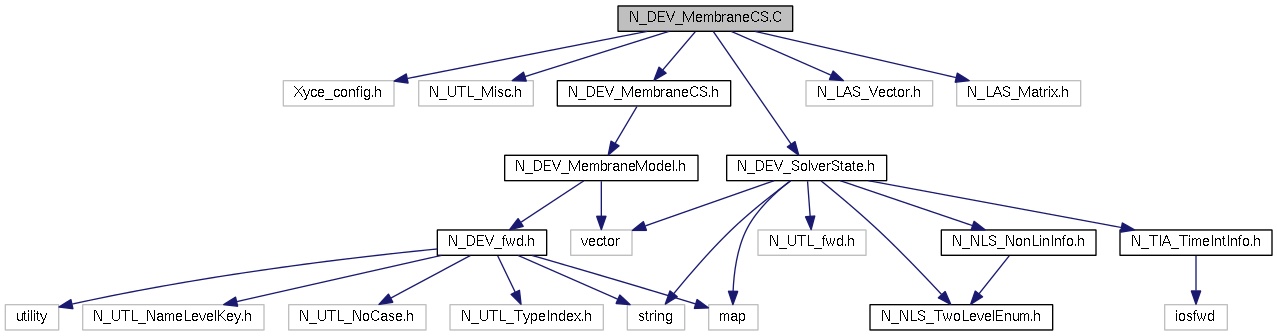 N_DEV_MembraneCS.C
Xyce_config.h
N_UTL_Misc.h
N_DEV_MembraneCS.h
N_LAS_Vector.h
N_LAS_Matrix.h
N_DEV_MembraneModel.h
N_DEV_SolverState.h
N_DEV_fwd.h
vector
N_UTL_fwd.h
N_NLS_NonLinInfo.h
N_TIA_TimeIntInfo.h
utility
N_UTL_NameLevelKey.h
N_UTL_NoCase.h
N_UTL_TypeIndex.h
string
map
N_NLS_TwoLevelEnum.h
iosfwd